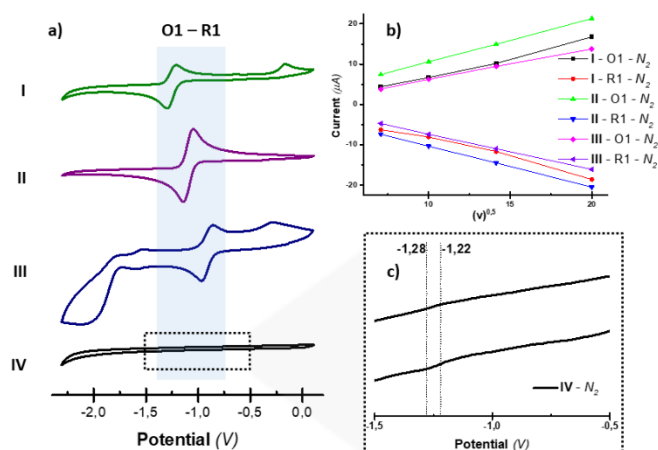 a)
O1 – R1
I
II
III
IV
-2,0
-1,5
-1,0
-0,5
0,0
Potential (V)
b)
20
10
0
-10
-20
Current (µA)
10
15
20
(v)^0,5
I - O1 - N2
I - R1 - N2
II - O1 - N2
II - R1 - N2
III - O1 - N2
III - R1 - N2
c)
-1,28
-1,22
IV - N2
-1,5
-1,0
-0,5
Potential (V)